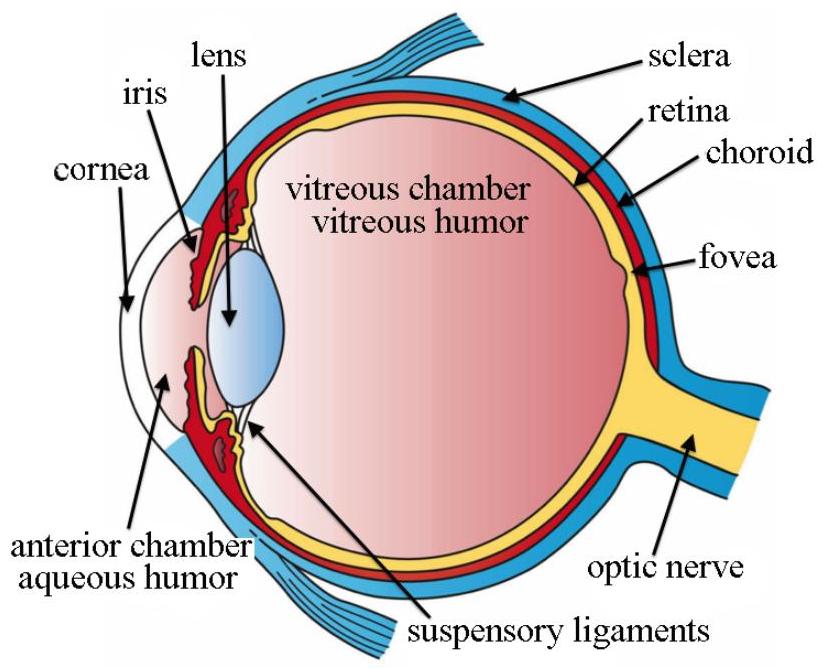 lens
sclera
iris
retina
choroid
cornea
vitreous chamber
vitreous humor
fovea
anterior chamber
aqueous humor
optic nerve
suspensory ligaments